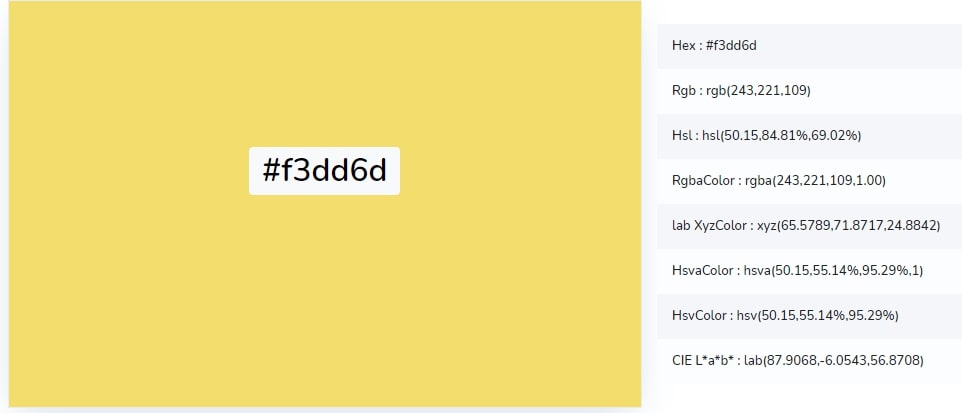 #f3dd6d
Hex : #f3dd6d
Rgb : rgb(243,221,109)
Hsl : hsl(50.15,84.81%,69.02%)
RgbaColor : rgba(243,221,109,1.00)
lab XyzColor : xyz(65.5789,71.8717,24.8842)
HsvaColor : hsva(50.15,55.14%,95.29%,1)
HsvColor : hsv(50.15,55.14%,95.29%)
CIE L*a*b* : lab(87.9068,-6.0543,56.8708)